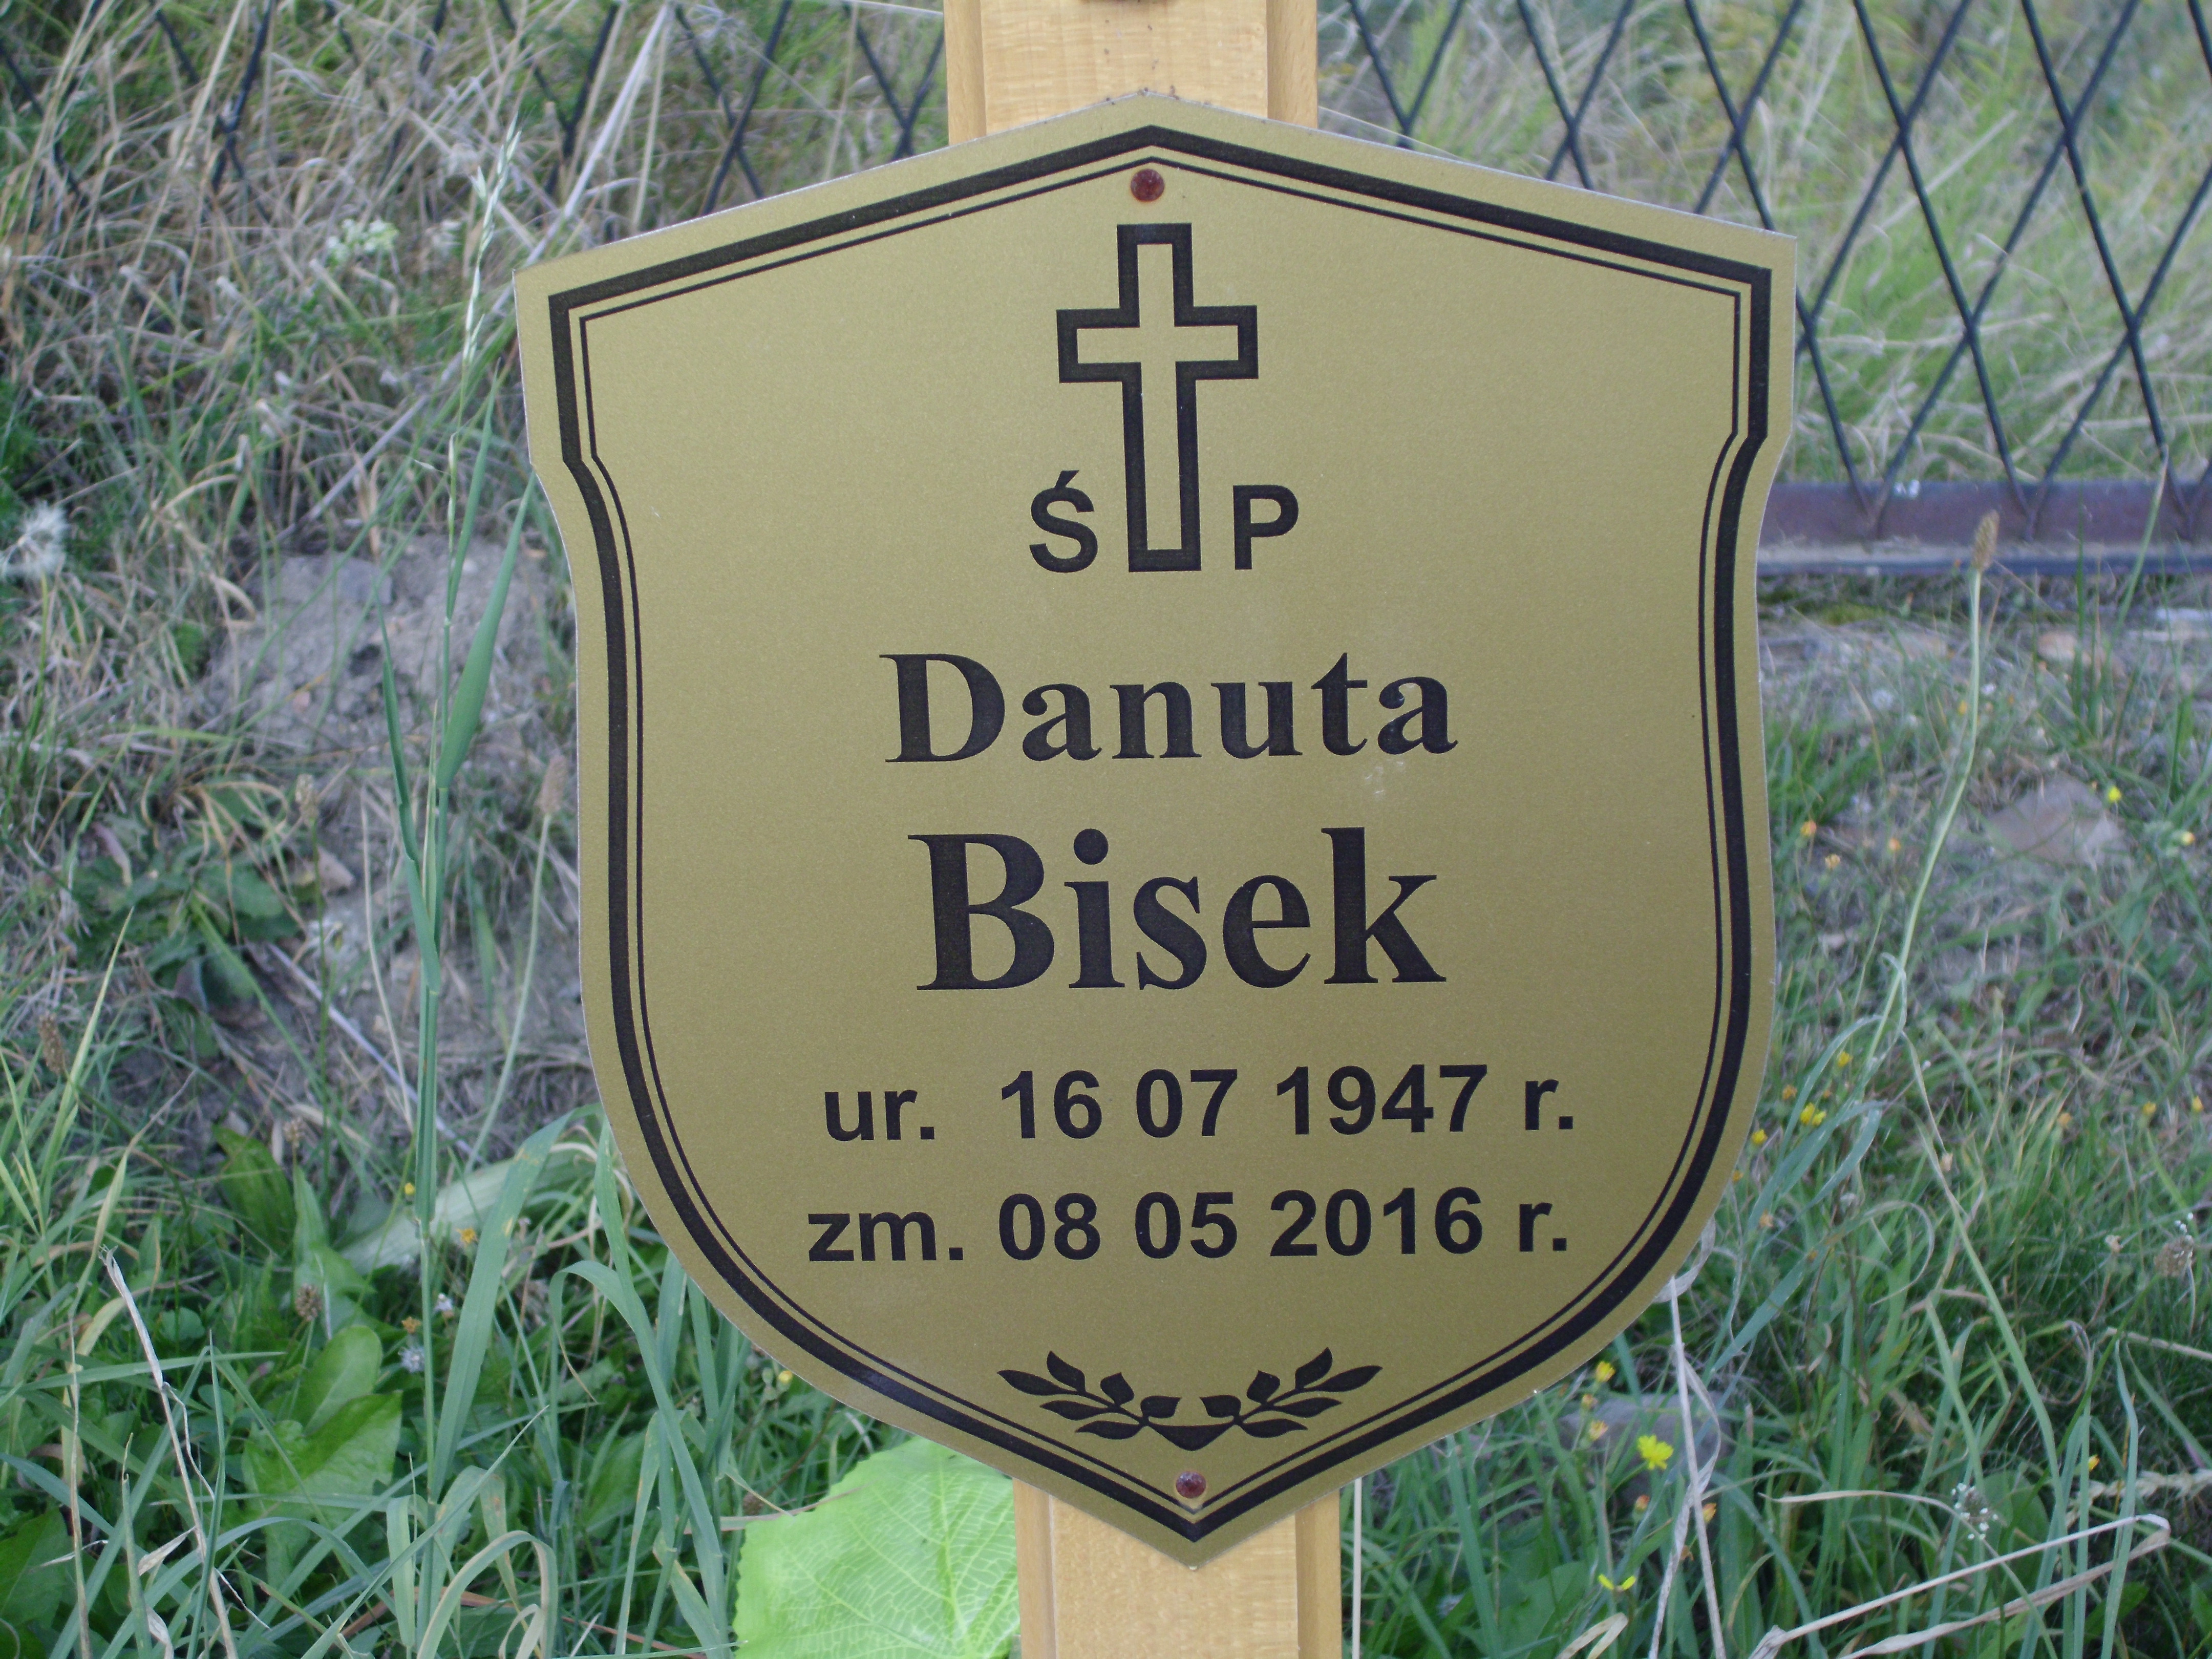 Ś P
Danuta
Bisek
ur. 16 07 1947 r.
zm. 08 05 2016 r.